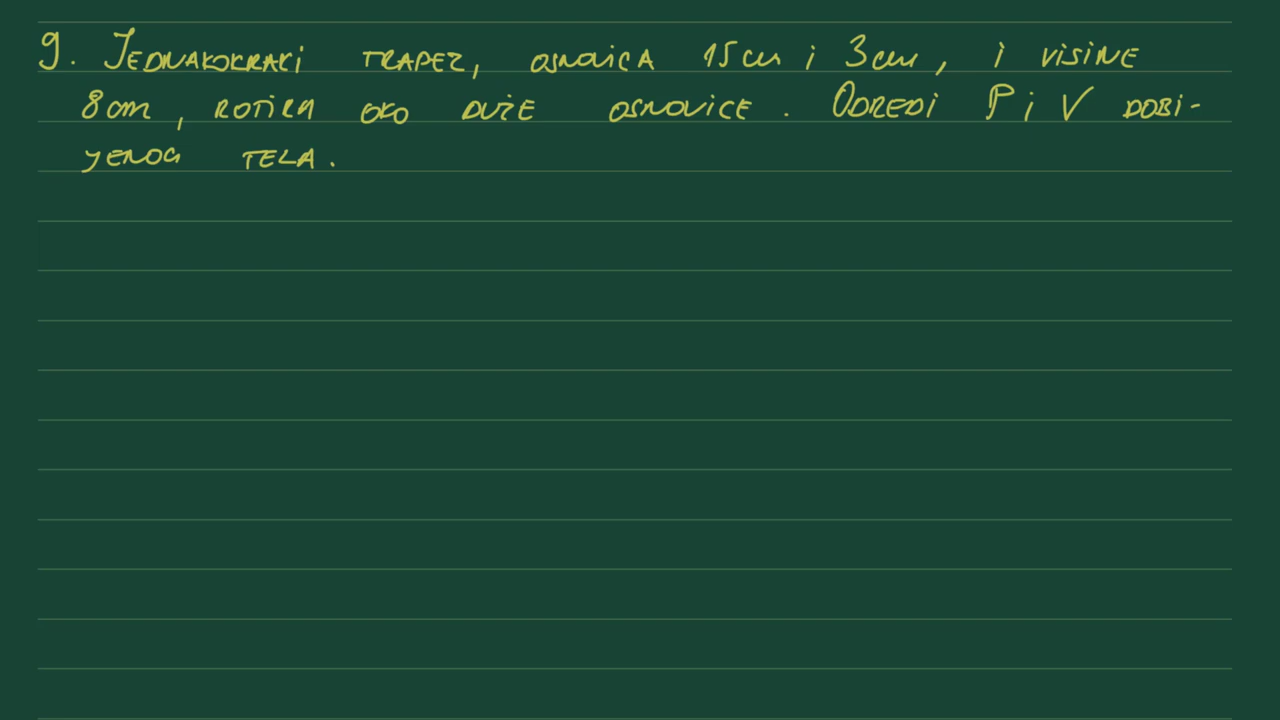 9. JEDNAKOKRAKI TRAPEZ, OSNOVICA 15cm i 3cm, i VISINE
8cm, ROTIRA OKO DUŽE OSNOVICE. ODREDI P i V DOBI-
JENOG TELA.